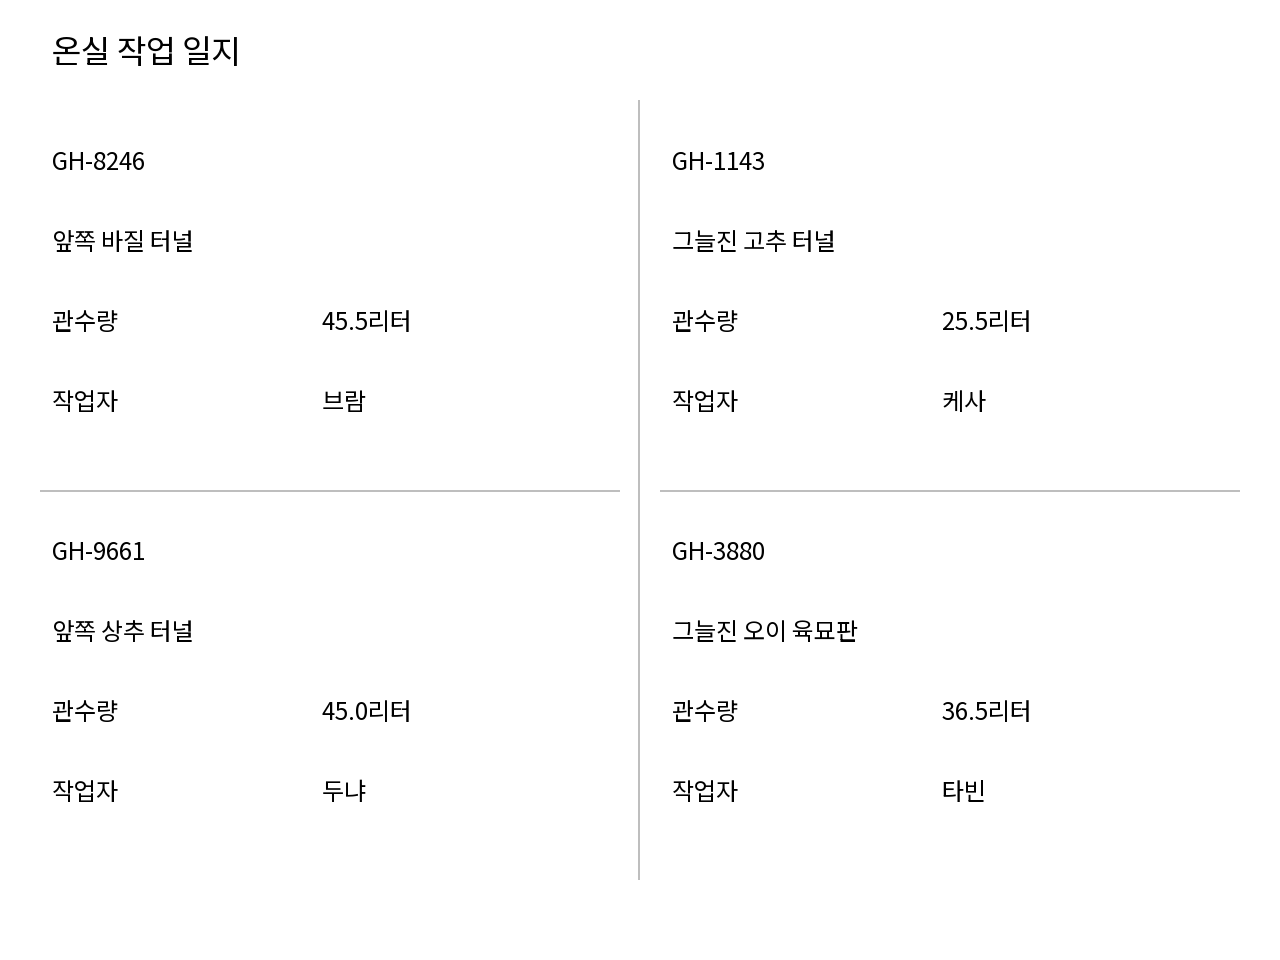 온실 작업 일지
GH-8246
앞쪽 바질 터널
관수량 45.5리터
작업자 브람
GH-1143
그늘진 고추 터널
관수량 25.5리터
작업자 케사
GH-9661
앞쪽 상추 터널
관수량 45.0리터
작업자 두냐
GH-3880
그늘진 오이 육묘판
관수량 36.5리터
작업자 타빈